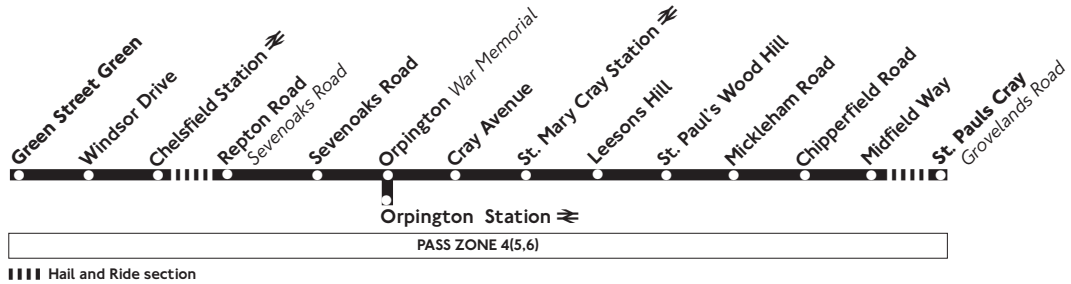 Green Street Green
Windsor Drive
Chelsfield Station
Repton Road
Sevenoaks Road
Sevenoaks Road
Orpington War Memorial
Cray Avenue
St. Mary Cray Station
Leesons Hill
St. Paul's Wood Hill
Mickleham Road
Chipperfield Road
Midfield Way
St. Pauls Cray
Grovelands Road
Orpington Station
PASS ZONE 4(5,6)
Hail and Ride section